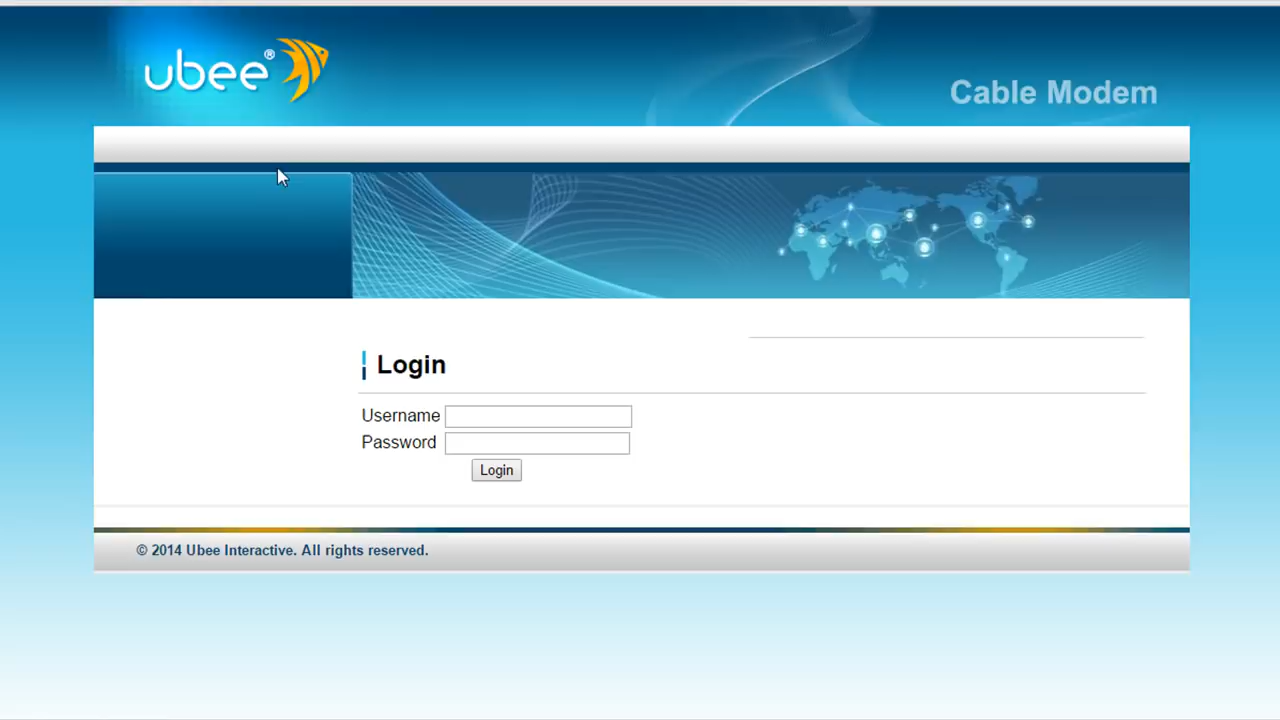 ubee®
Cable Modem
Login
Username
Password
Login
© 2014 Ubee Interactive. All rights reserved.